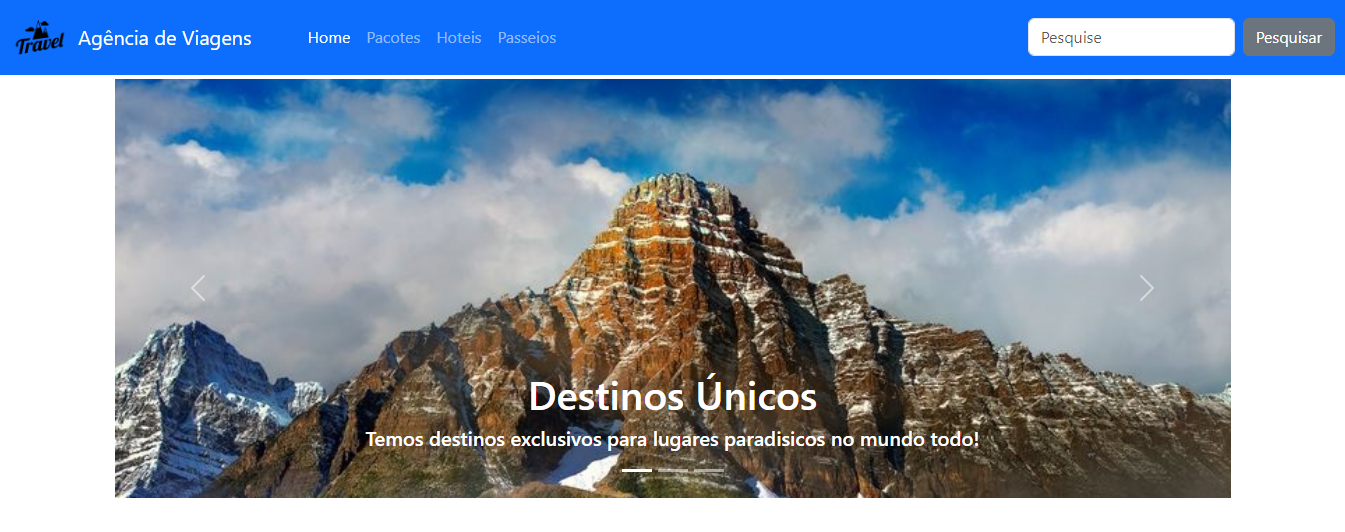 Travel
Agência de Viagens
Home
Pacotes
Hoteis
Passeios
Pesquise
Pesquisar
Destinos Únicos
Temos destinos exclusivos para lugares paradisicos no mundo todo!